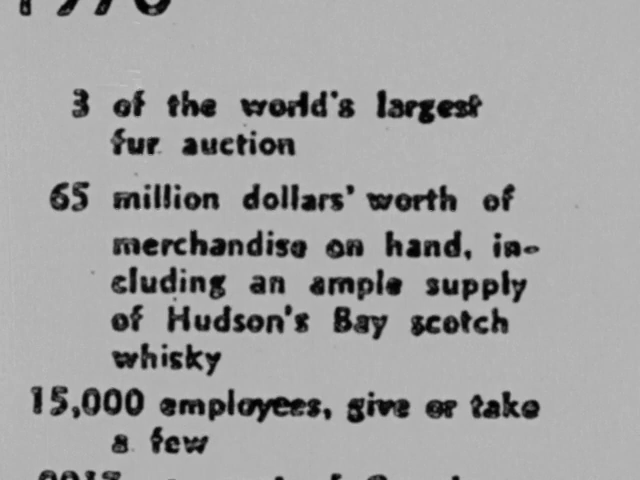 3 of the world's largest
fur auction
65 million dollars' worth of
merchandise on hand, in-
cluding an ample supply
of Hudson's Bay scotch
whisky
15,000 employees, give or take
a few